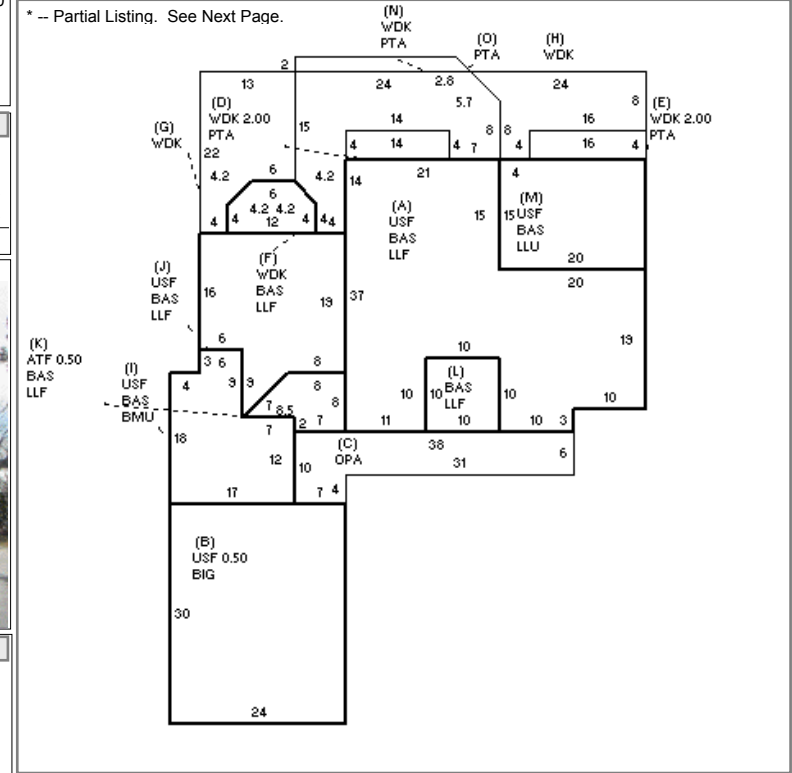 * -- Partial Listing. See Next Page.
(N)
WDK
PTA
(O)
PTA
(H)
WDK
2
13
24
2.8
24
(D)
WDK 2.00
PTA
5.7
8
(E)
WDK 2.00
PTA
(G)
WDK
15
14
16
14
8
8
16
4
4
7
4
4
22
4.2
6
4.2
14
21
4
6
4.2
4.2
(A)
USF
BAS
LLF
15
15
(M)
USF
BAS
LLU
4
4
12
4
4
4
20
20
(J)
USF
BAS
LLF
(F)
WDK
BAS
LLF
16
19
37
19
(K)
ATF 0.50
BAS
LLF
6
10
3
6
8
(I)
USF
BAS
BMU
4
9
9
8
8
10
10
(L)
BAS
LLF
10
10
7
8.5
7
2
7
11
10
10
3
18
12
10
(C)
OPA
38
31
6
17
7
4
(B)
USF 0.50
BIG
30
24